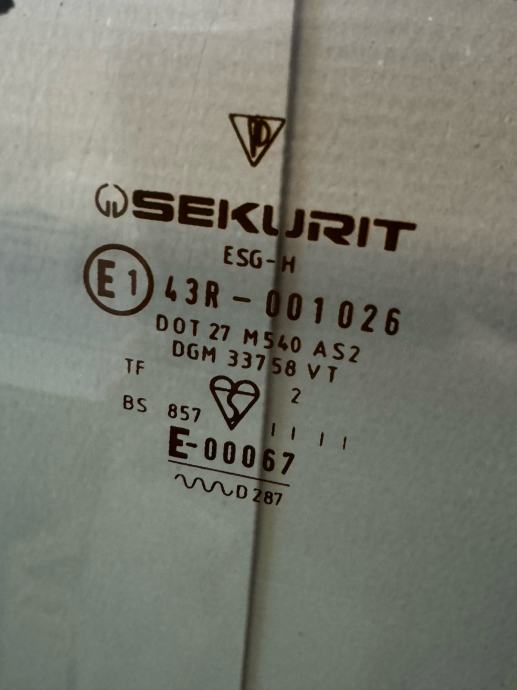 SEKURIT
ESG-H
E1 43R - 001026
DOT 27 M540 AS2
DGM 33758 VT
TF 2
BS 857 I I I I
E-00067
D 287